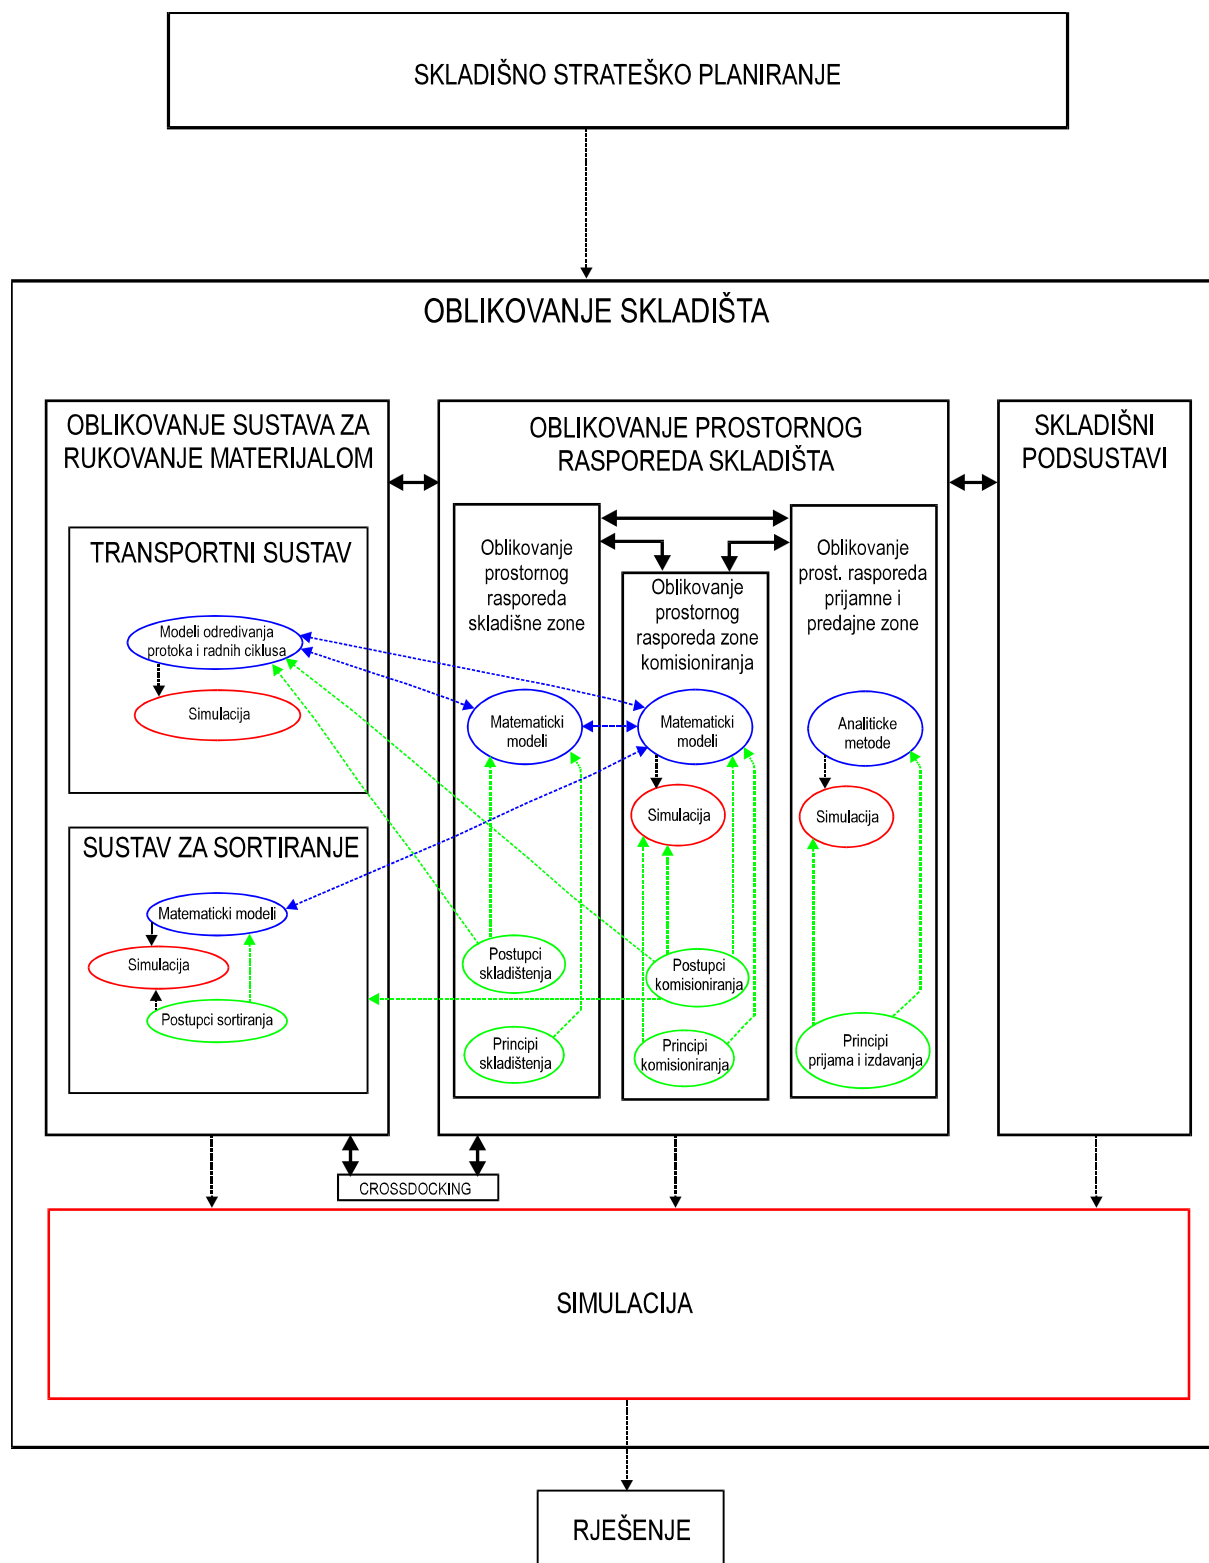 SKLADIŠNO STRATEŠKO PLANIRANJE
OBLIKOVANJE SKLADIŠTA
OBLIKOVANJE SUSTAVA ZA
RUKOVANJE MATERIJALOM
TRANSPORTNI SUSTAV
Modeli odredivanja
protoka i radnih ciklusa
Simulacija
SUSTAV ZA SORTIRANJE
Matematicki modeli
Simulacija
Postupci sortiranja
OBLIKOVANJE PROSTORNOG
RASPOREDA SKLADIŠTA
Oblikovanje
prostornog
rasporeda
skladišne zone
Matematicki
modeli
Postupci
skladištenja
Principi
skladištenja
Oblikovanje
prostornog
rasporeda zone
komisioniranja
Matematicki
modeli
Simulacija
Postupci
komisioniranja
Principi
komisioniranja
Oblikovanje
prost. rasporeda
prijamne i
predajne zone
Analiticke
metode
Simulacija
Principi
prijama i izdavanja
SKLADIŠNI
PODSUSTAVI
CROSSDOCKING
SIMULACIJA
RJEŠENJE